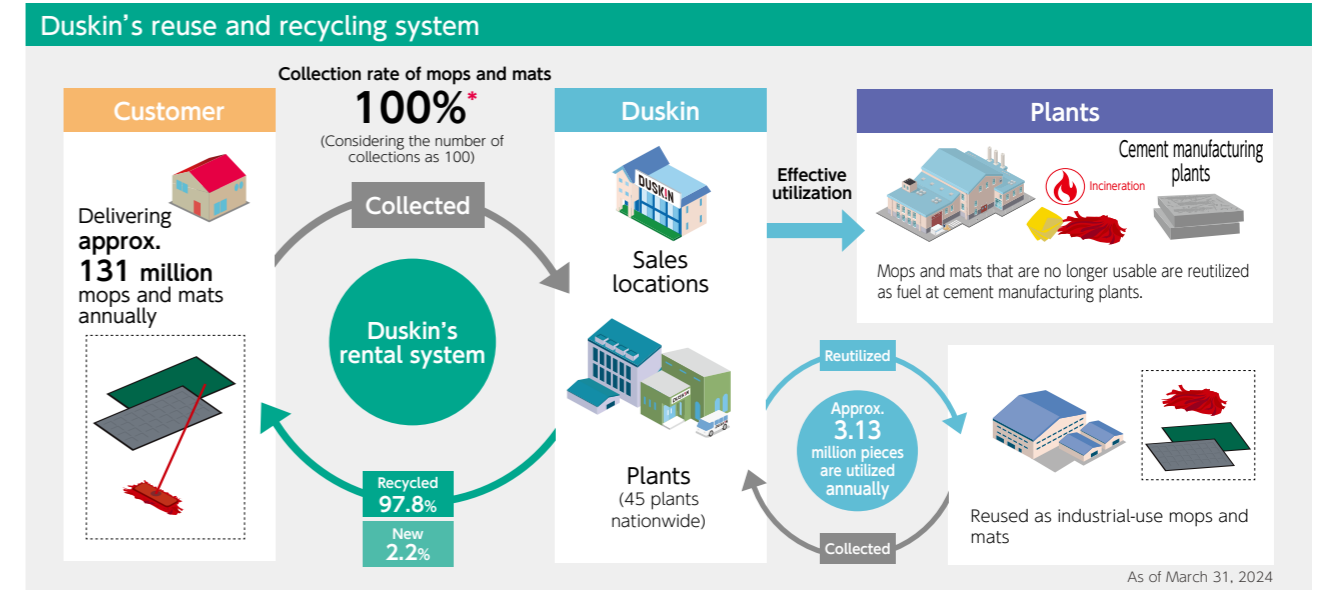 Duskin's reuse and recycling system
Customer
Delivering
approx.
131 million
mops and mats
annually
Collection rate of mops and mats
100%*
(Considering the number of
collections as 100)
Collected
Duskin's
rental system
Recycled
97.8%
New
2.2%
Duskin
DUSKIN
Sales
locations
DUSKIN
Plants
(45 plants
nationwide)
Effective
utilization
Plants
Incineration
Cement manufacturing
plants
Mops and mats that are no longer usable are reutilized
as fuel at cement manufacturing plants.
Reutilized
Approx.
3.13
million pieces
are utilized
annually
Collected
Reused as industrial-use mops and
mats
As of March 31, 2024